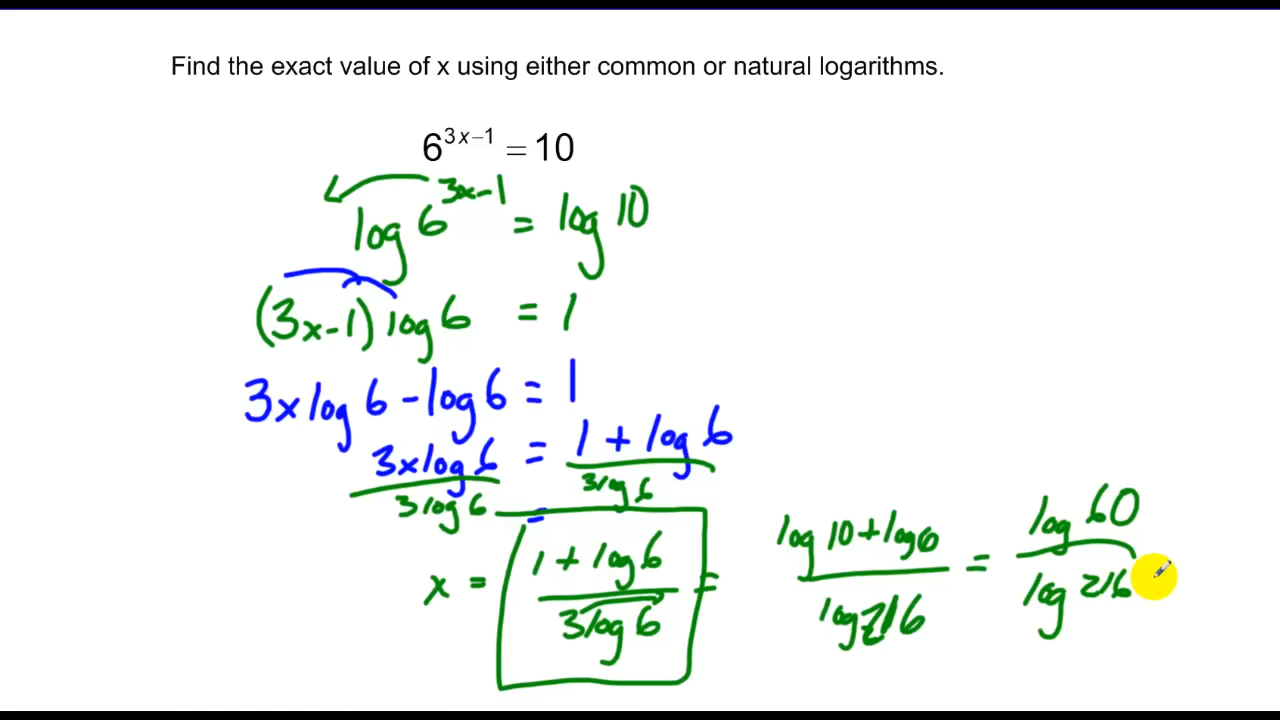 Find the exact value of x using either common or natural logarithms.
6^{3x-1} = 10
log 6^{3x-1} = log 10
(3x-1) log 6 = 1
3x log 6 - log 6 = 1
3x log 6 / 3 log 6 = 1 + log 6 / 3 log 6
=
x = 1 + log 6 / 3 log 6 = log 10 + log 6 / log 216 = log 60 / log 216